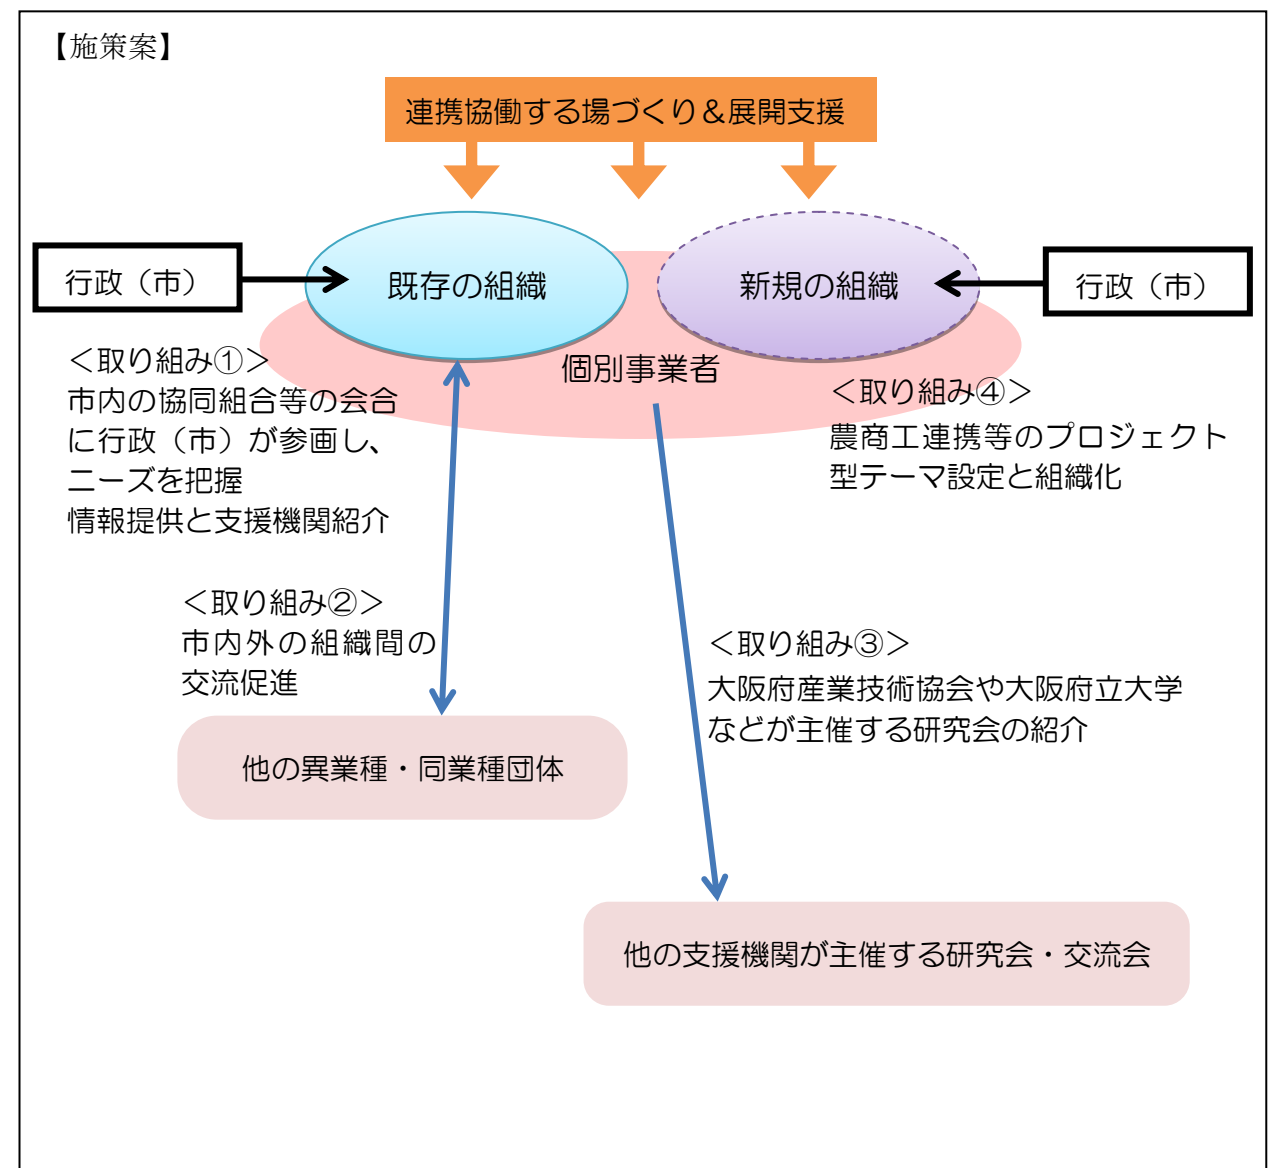 【施策案】
連携協働する場づくり＆展開支援
行政（市）
既存の組織
新規の組織
行政（市）
個別事業者
＜取り組み①＞
市内の協同組合等の会合
に行政（市）が参画し、
ニーズを把握
情報提供と支援機関紹介
＜取り組み④＞
農商工連携等のプロジェクト
型テーマ設定と組織化
＜取り組み②＞
市内外の組織間の
交流促進
＜取り組み③＞
大阪府産業技術協会や大阪府立大学
などが主催する研究会の紹介
他の異業種・同業種団体
他の支援機関が主催する研究会・交流会